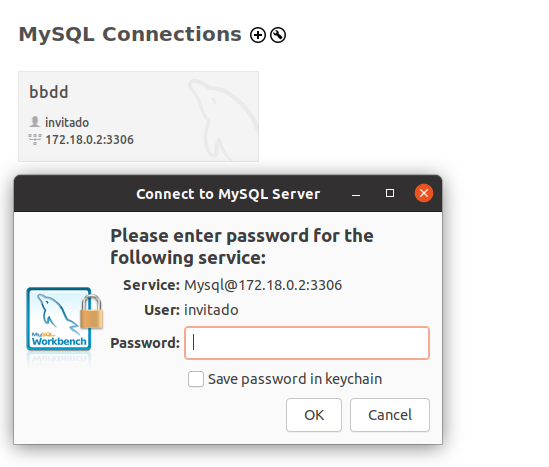 MySQL Connections
bbdd
invitado
172.18.0.2:3306
Connect to MySQL Server
Please enter password for the
following service:
Service: Mysql@172.18.0.2:3306
User: invitado
Password:
MySQL
Workbench
Save password in keychain
OK Cancel